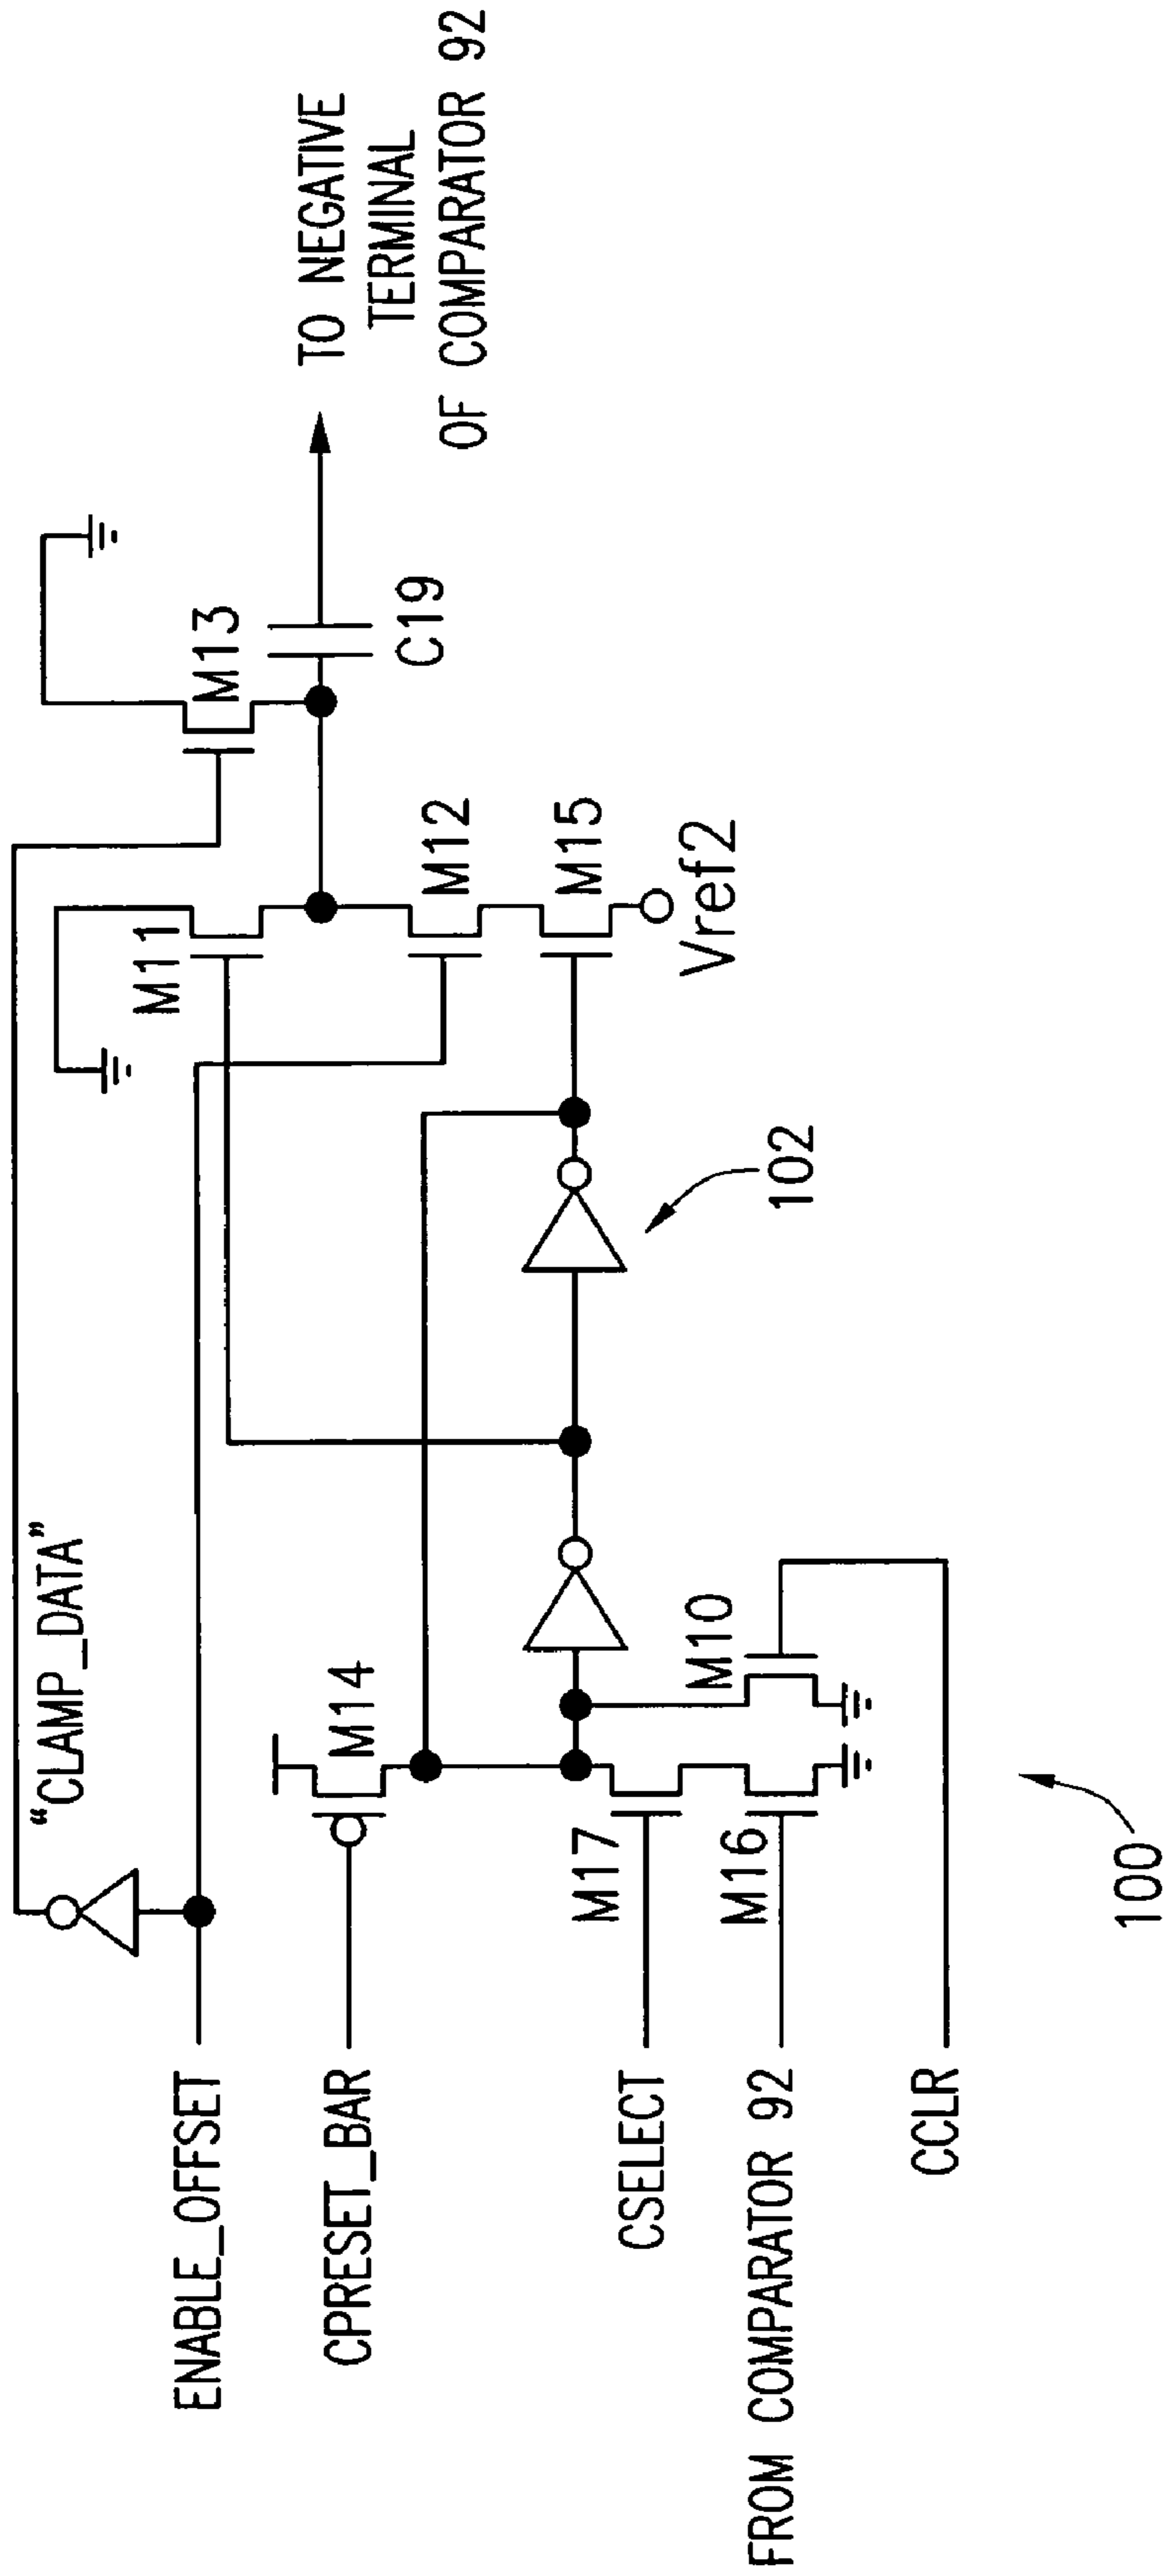 "CLAMP_DATA"
ENABLE_OFFSET
CPRESET_BAR
CSELECT
FROM COMPARATOR 92
CCLR
M14
M17
M16
M10
100
102
M11
M13
M12
M15
Vref2
C19
TO NEGATIVE
TERMINAL
OF COMPARATOR 92